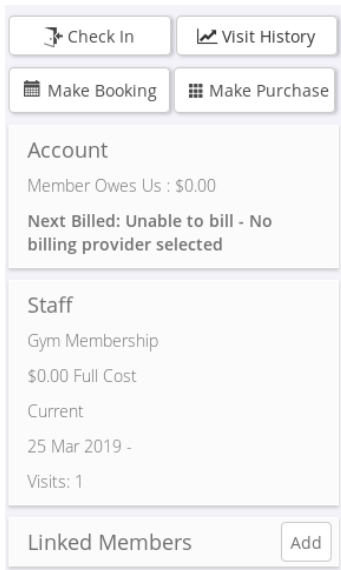 Check In
Visit History
Make Booking
Make Purchase
Account
Member Owes Us : $0.00
Next Billed: Unable to bill - No
billing provider selected
Staff
Gym Membership
$0.00 Full Cost
Current
25 Mar 2019 -
Visits: 1
Linked Members
Add